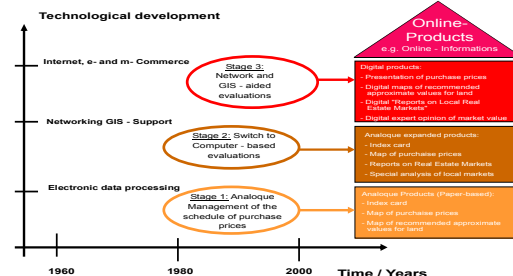 Technological development
Online-
Products
e.g. Online - Informations
Internet, e- and m- Commerce
Stage 3:
Network and
GIS - aided
evaluations
Digital products:
- Presentation of purchase prices
- Digital maps of recommended
approximate values for land
- Digital "Reports on Local Real
Estate Markets"
- Digital expert opinion of market value
Networking GIS - Support
Stage 2: Switch to
Computer - based
evaluations
Analoque expanded products:
- Index card
- Map of purchase prices
- Reports on Real Estate Markets
- Special analysis of local markets
Electronic data processing
Stage 1: Analoque
Management of the
schedule of purchase
prices
Analoque Products (Paper-based):
- Index card
- Map of purchase prices
- Map of recommended approximate
values for land
1960
1980
2000
Time / Years